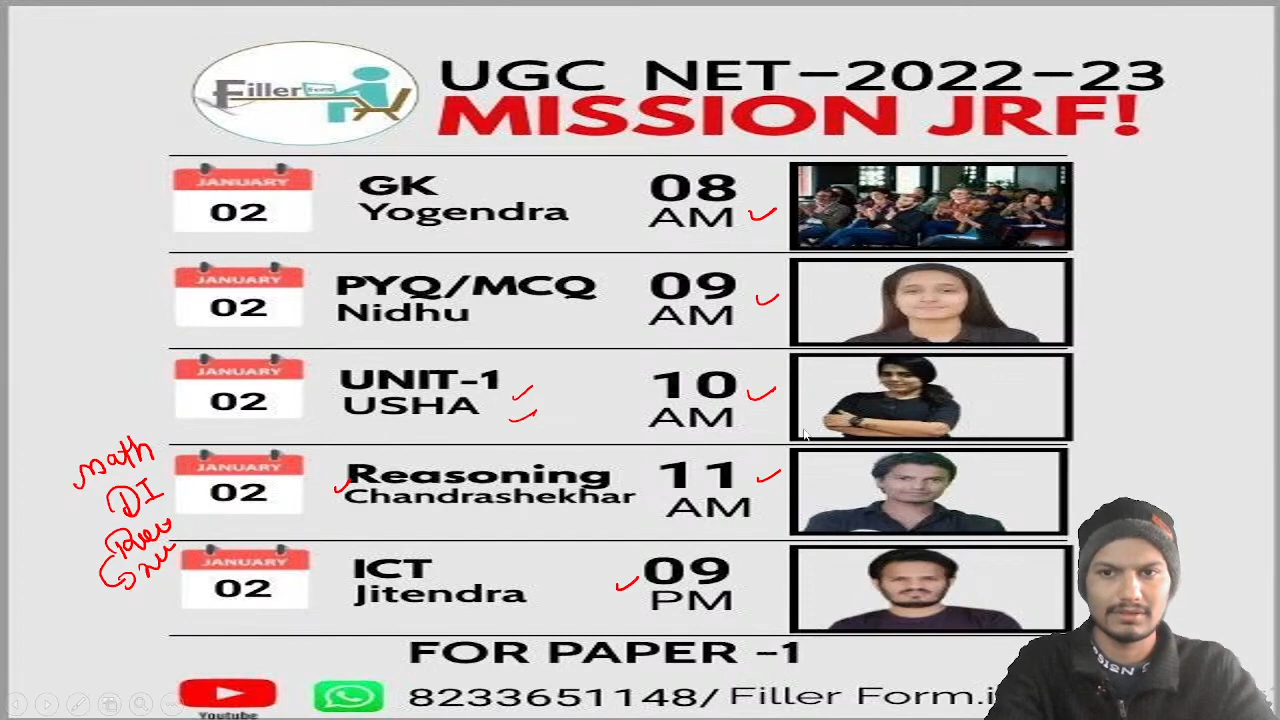 Filler Form
UGC NET-2022-23
MISSION JRF!
JANUARY
02
GK
Yogendra
08
AM
JANUARY
02
PYQ/MCQ
Nidhu
09
AM
JANUARY
02
UNIT-1
USHA
10
AM
Math
DI
JANUARY
02
Reasoning
Chandrashekhar
11
AM
JANUARY
02
ICT
Jitendra
09
PM
FOR PAPER -1
Youtube
8233651148/ Filler Form.i